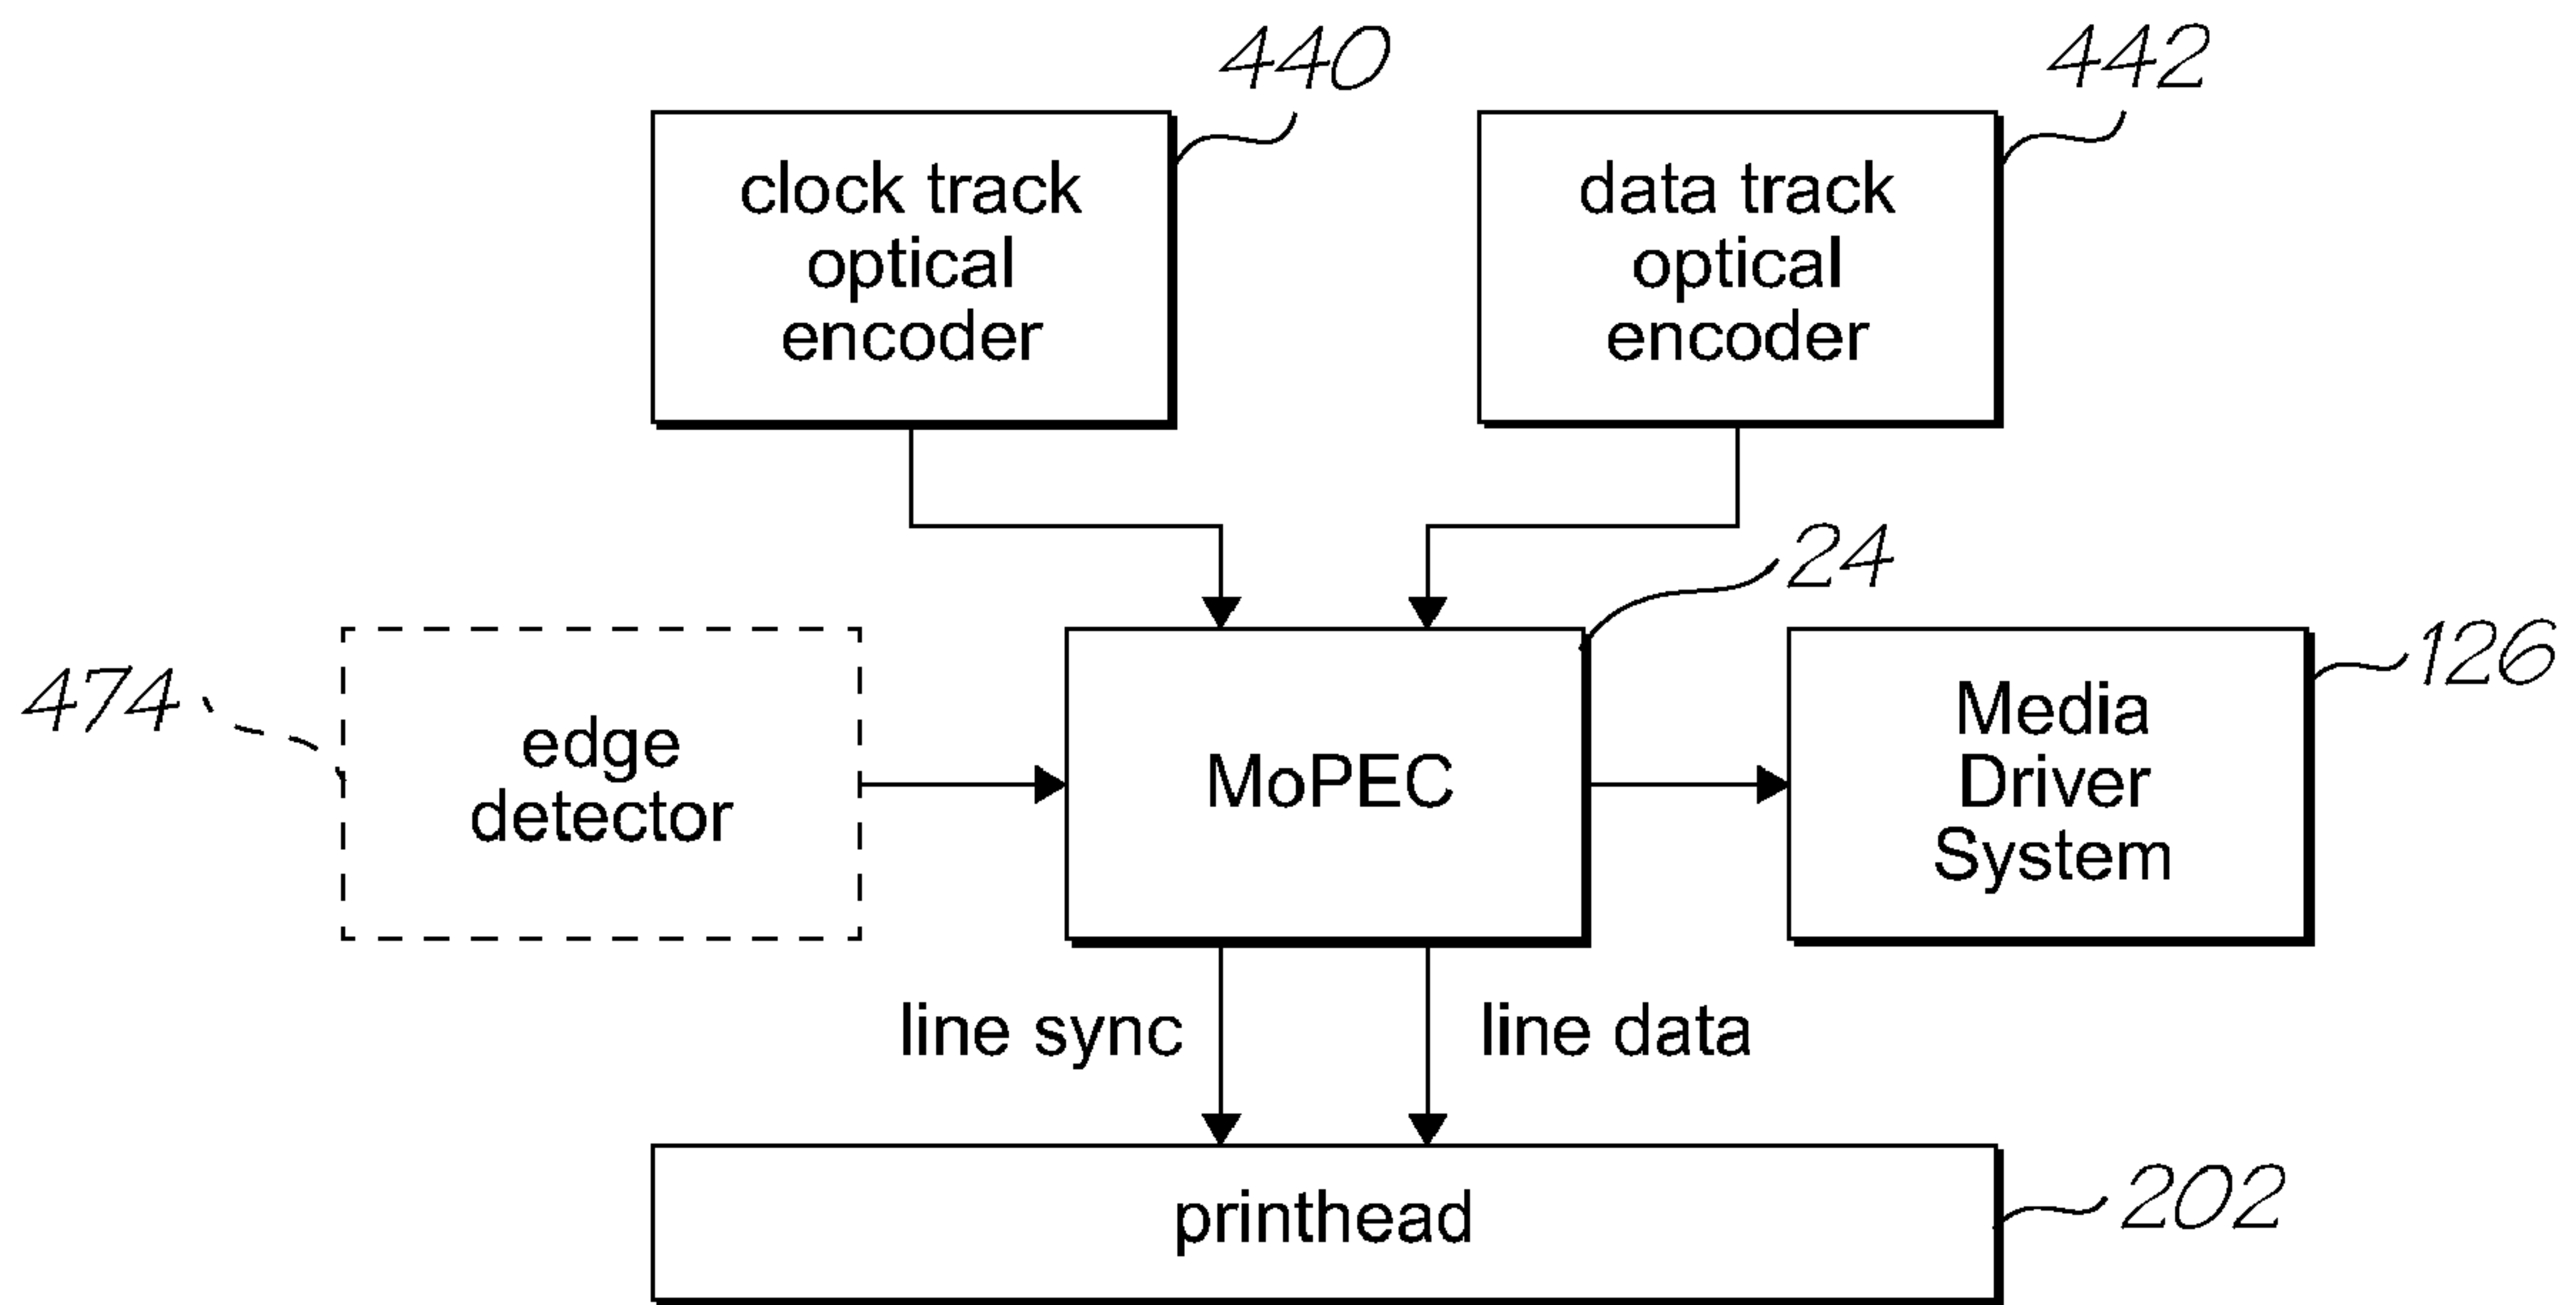 440
442
clock track
optical
encoder
data track
optical
encoder
24
126
474
edge
detector
MoPEC
Media
Driver
System
line sync
line data
printhead
202